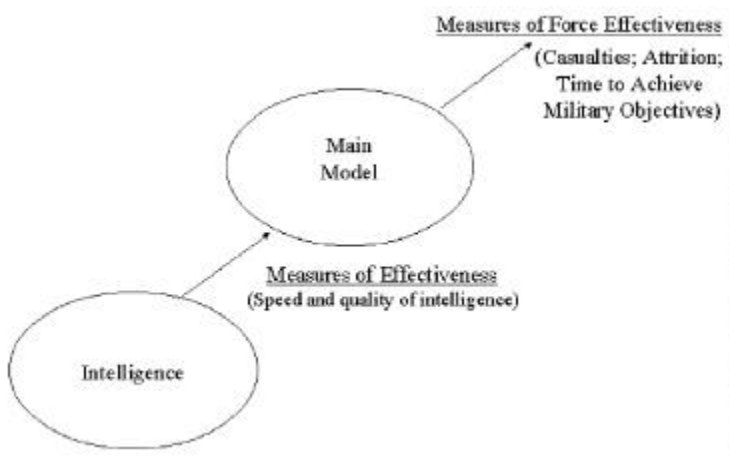 Measures of Force Effectiveness
(Casualties; Attrition;
Time to Achieve
Military Objectives)
Main
Model
Measures of Effectiveness
(Speed and quality of intelligence)
Intelligence